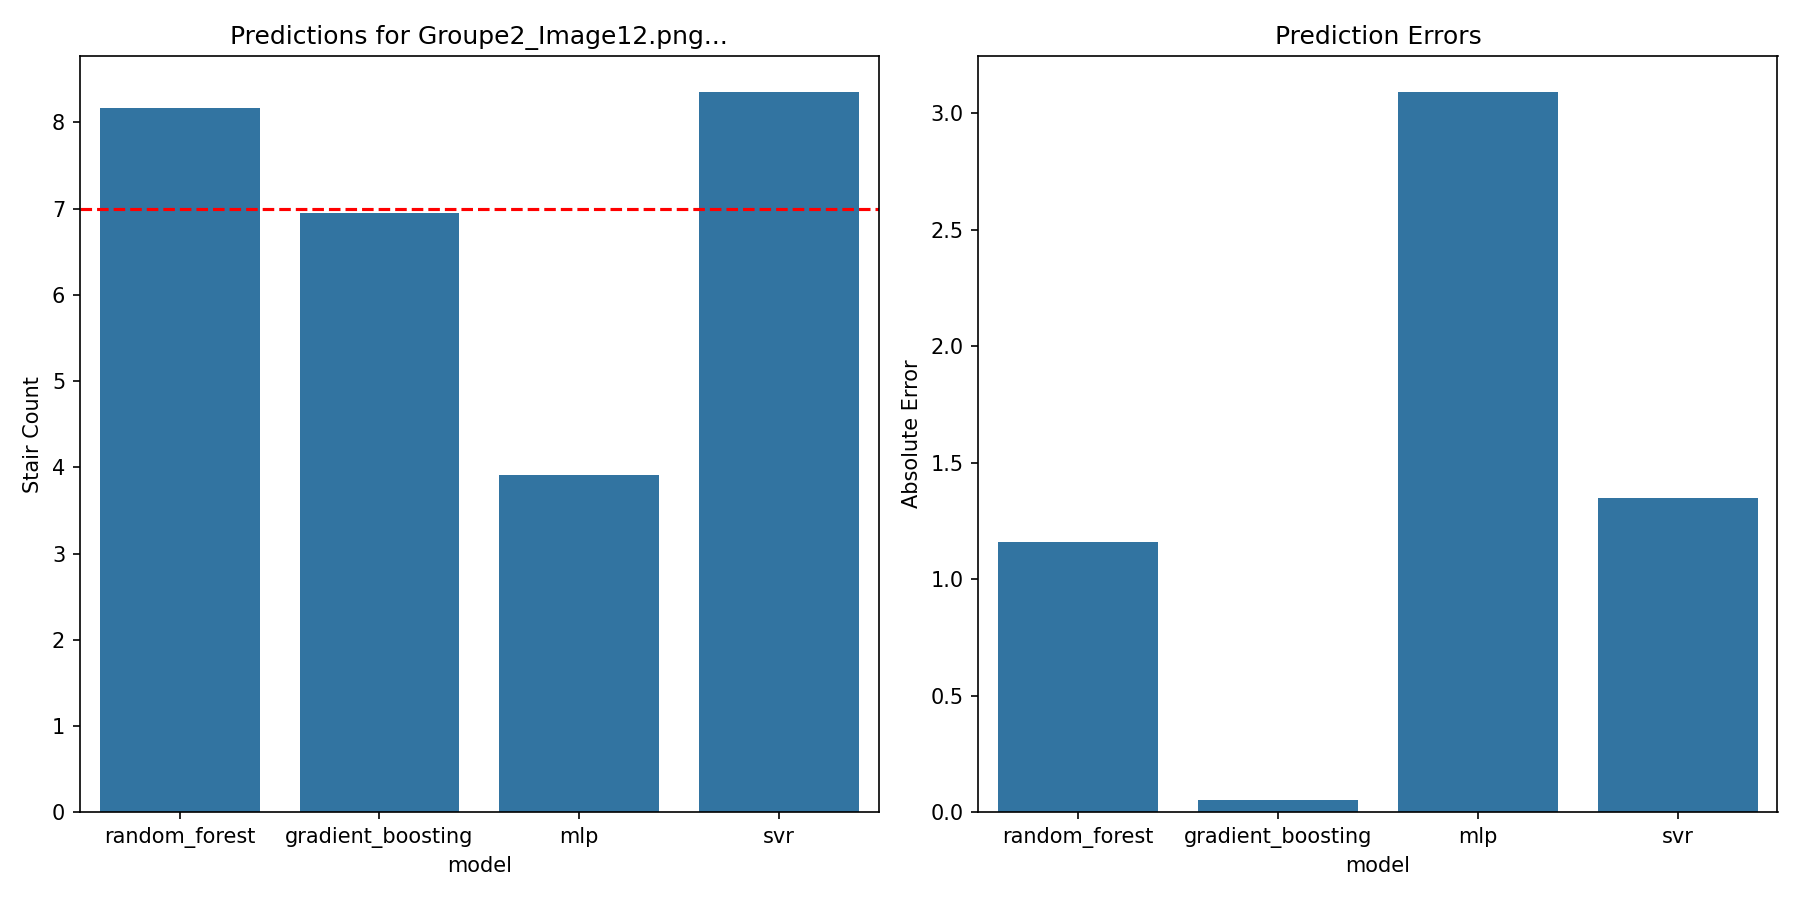 Predictions for Groupe2_Image12.png...
Stair Count
8
7
6
5
4
3
2
1
0
random_forest gradient_boosting mlp svr
model
Prediction Errors
Absolute Error
3.0
2.5
2.0
1.5
1.0
0.5
0.0
random_forest gradient_boosting mlp svr
model